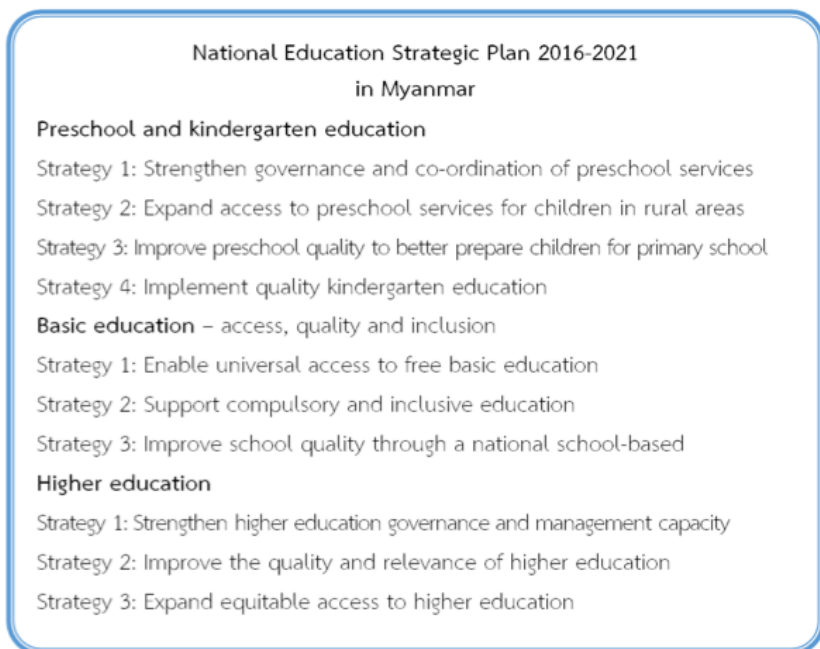 National Education Strategic Plan 2016-2021
in Myanmar
Preschool and kindergarten education
Strategy 1: Strengthen governance and co-ordination of preschool services
Strategy 2: Expand access to preschool services for children in rural areas
Strategy 3: Improve preschool quality to better prepare children for primary school
Strategy 4: Implement quality kindergarten education
Basic education – access, quality and inclusion
Strategy 1: Enable universal access to free basic education
Strategy 2: Support compulsory and inclusive education
Strategy 3: Improve school quality through a national school-based
Higher education
Strategy 1: Strengthen higher education governance and management capacity
Strategy 2: Improve the quality and relevance of higher education
Strategy 3: Expand equitable access to higher education